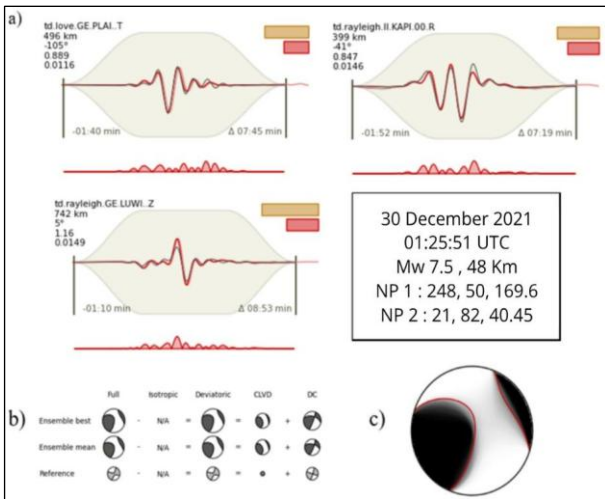 a)
td.love.GE.PLAI..T
496 km
-105°
0.889
0.0116
-01:40 min
Δ 07:45 min
td.rayleigh.II.KAPI.00.R
399 km
-41°
0.847
0.0146
-01:52 min
Δ 07:19 min
td.rayleigh.GE.LUWI..Z
742 km
5°
1.16
0.0149
-01:10 min
Δ 08:53 min
30 December 2021
01:25:51 UTC
Mw 7.5 , 48 Km
NP 1 : 248, 50, 169.6
NP 2 : 21, 82, 40.45
b)
Full Isotropic Deviatoric CLVD DC
Ensemble best - N/A = = +
Ensemble mean - N/A = = +
Reference - N/A = = +
c)